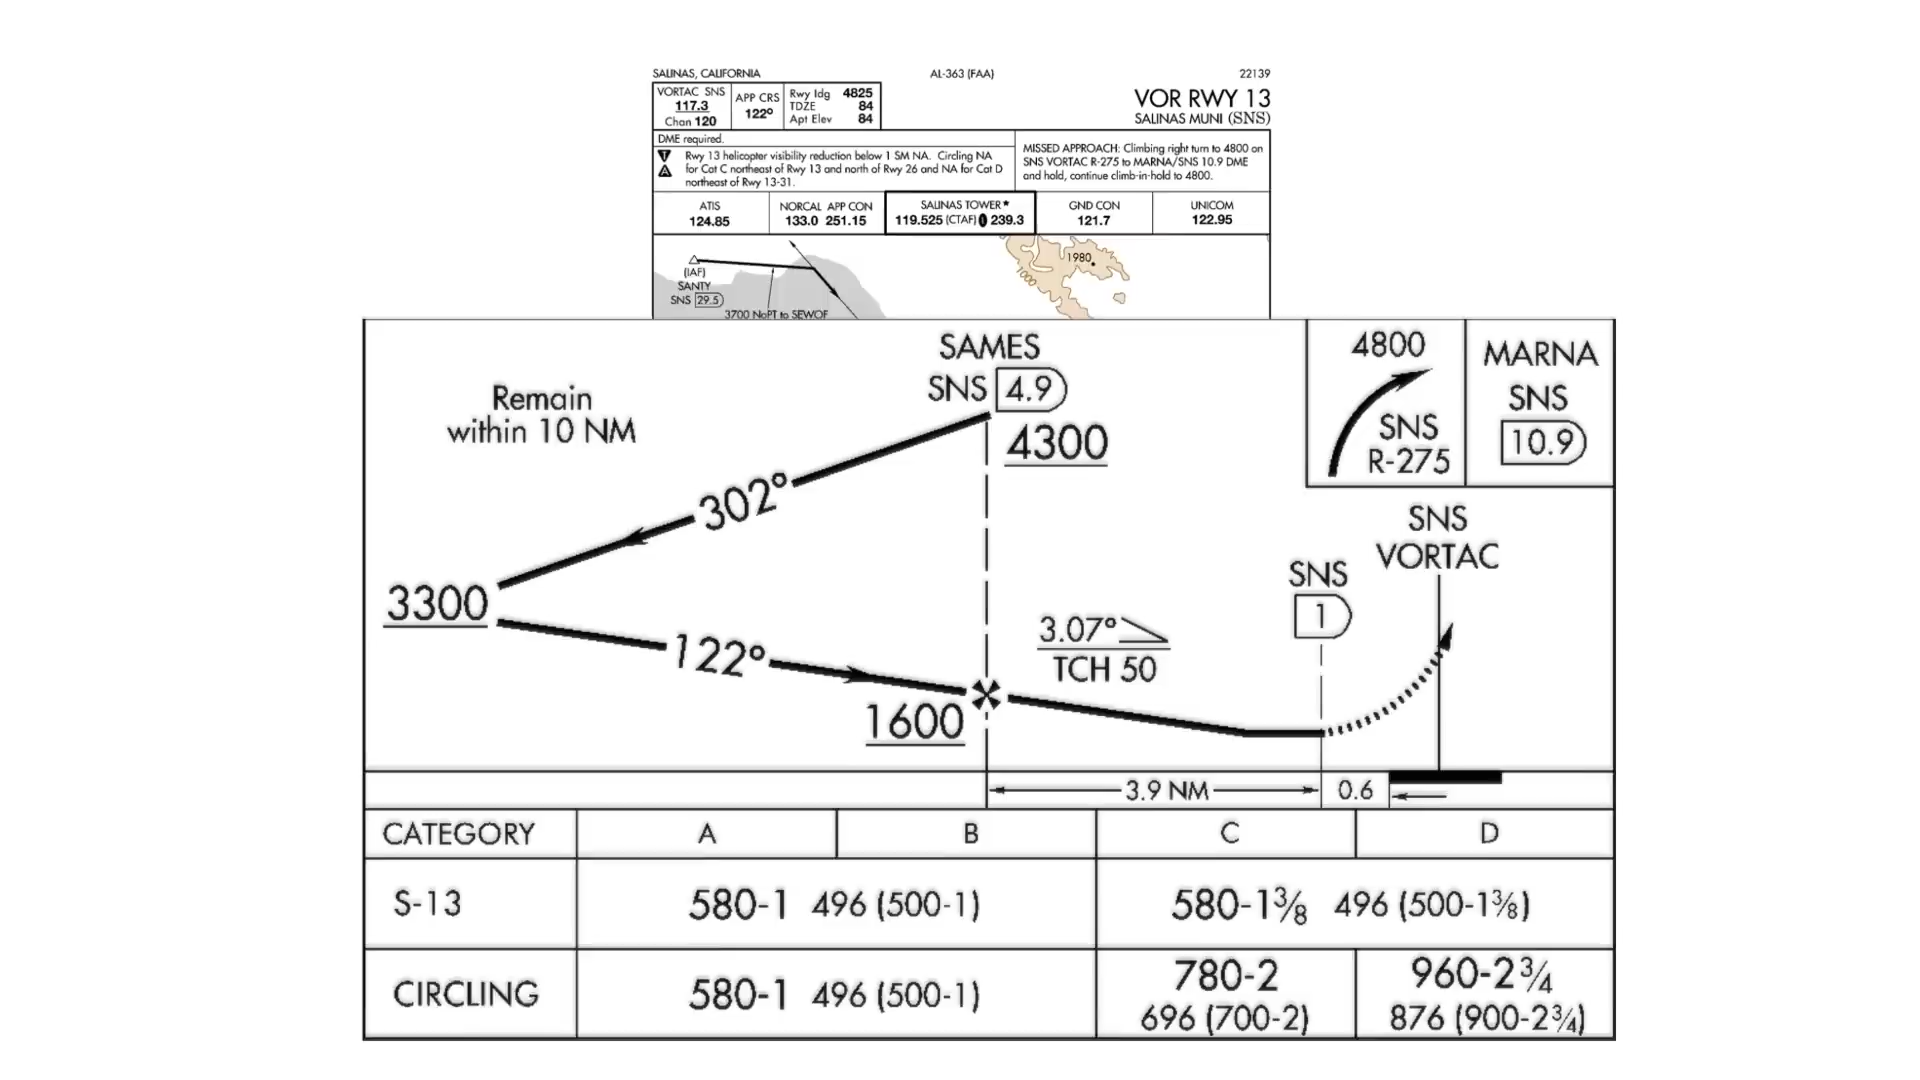 SALINAS, CALIFORNIA
AL-363 (FAA)
22139
VORTAC SNS
117.3
Chan 120
APP CRS
122°
Rwy ldg 4825
TDZE 84
Apt Elev 84
VOR RWY 13
SALINAS MUNI (SNS)
DME required.
T
A
Rwy 13 helicopter visibility reduction below 1 SM NA. Circling NA
for Cat C northeast of Rwy 13 and north of Rwy 26 and NA for Cat D
northeast of Rwy 13-31.
MISSED APPROACH: Climbing right turn to 4800 on
SNS VORTAC R-275 to MARNA/SNS 10.9 DME
and hold, continue climb-in-hold to 4800.
ATIS
124.85
NORCAL APP CON
133.0 251.15
SALINAS TOWER★
119.525 (CTAF) 239.3
GND CON
121.7
UNICOM
122.95
(IAF)
SANTY
SNS 29.5
3700 NoPT to SEWOF
1980
1000
Remain
within 10 NM
SAMES
SNS 4.9
4300
302°
3300
122°
1600
3.07°
TCH 50
4800
SNS
R-275
MARNA
SNS
10.9
SNS
VORTAC
SNS
1
3.9 NM
0.6
CATEGORY A B C D
S-13 580-1 496 (500-1) 580-1⅜ 496 (500-1⅜)
CIRCLING 580-1 496 (500-1)
780-2
696 (700-2)
960-2¾
876 (900-2¾)